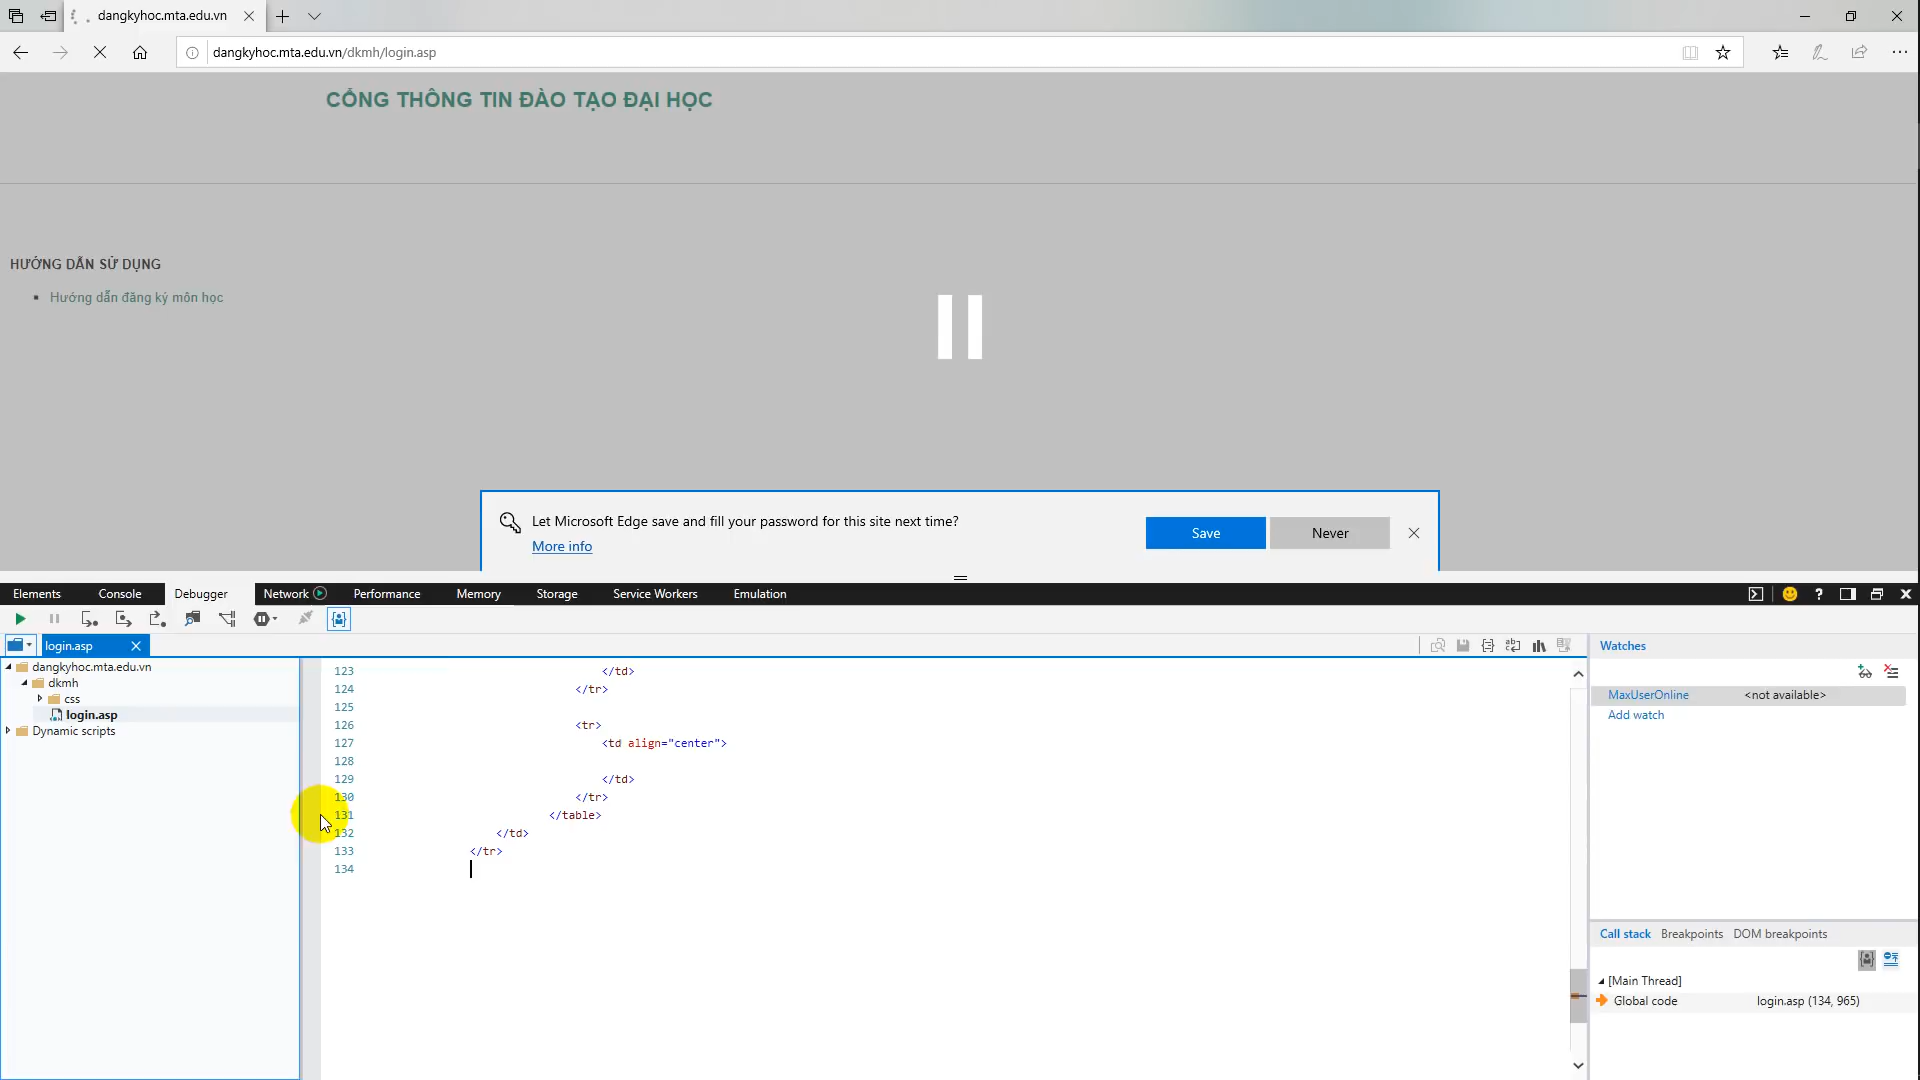 dangkyhoc.mta.edu.vn
dangkyhoc.mta.edu.vn/dkmh/login.asp
CỔNG THÔNG TIN ĐÀO TẠO ĐẠI HỌC
HƯỚNG DẪN SỬ DỤNG
Hướng dẫn đăng ký môn học
Let Microsoft Edge save and fill your password for this site next time?
More info
Save
Never
Elements Console Debugger Network Performance Memory Storage Service Workers Emulation
login.asp
dangkyhoc.mta.edu.vn
dkmh
css
login.asp
Dynamic scripts
123 </td>
124 </tr>
125
126 <tr>
127 <td align="center">
128
129 </td>
130 </tr>
131 </table>
132 </td>
133 </tr>
134
Watches
MaxUserOnline <not available>
Add watch
Call stack Breakpoints DOM breakpoints
[Main Thread]
Global code login.asp (134, 965)